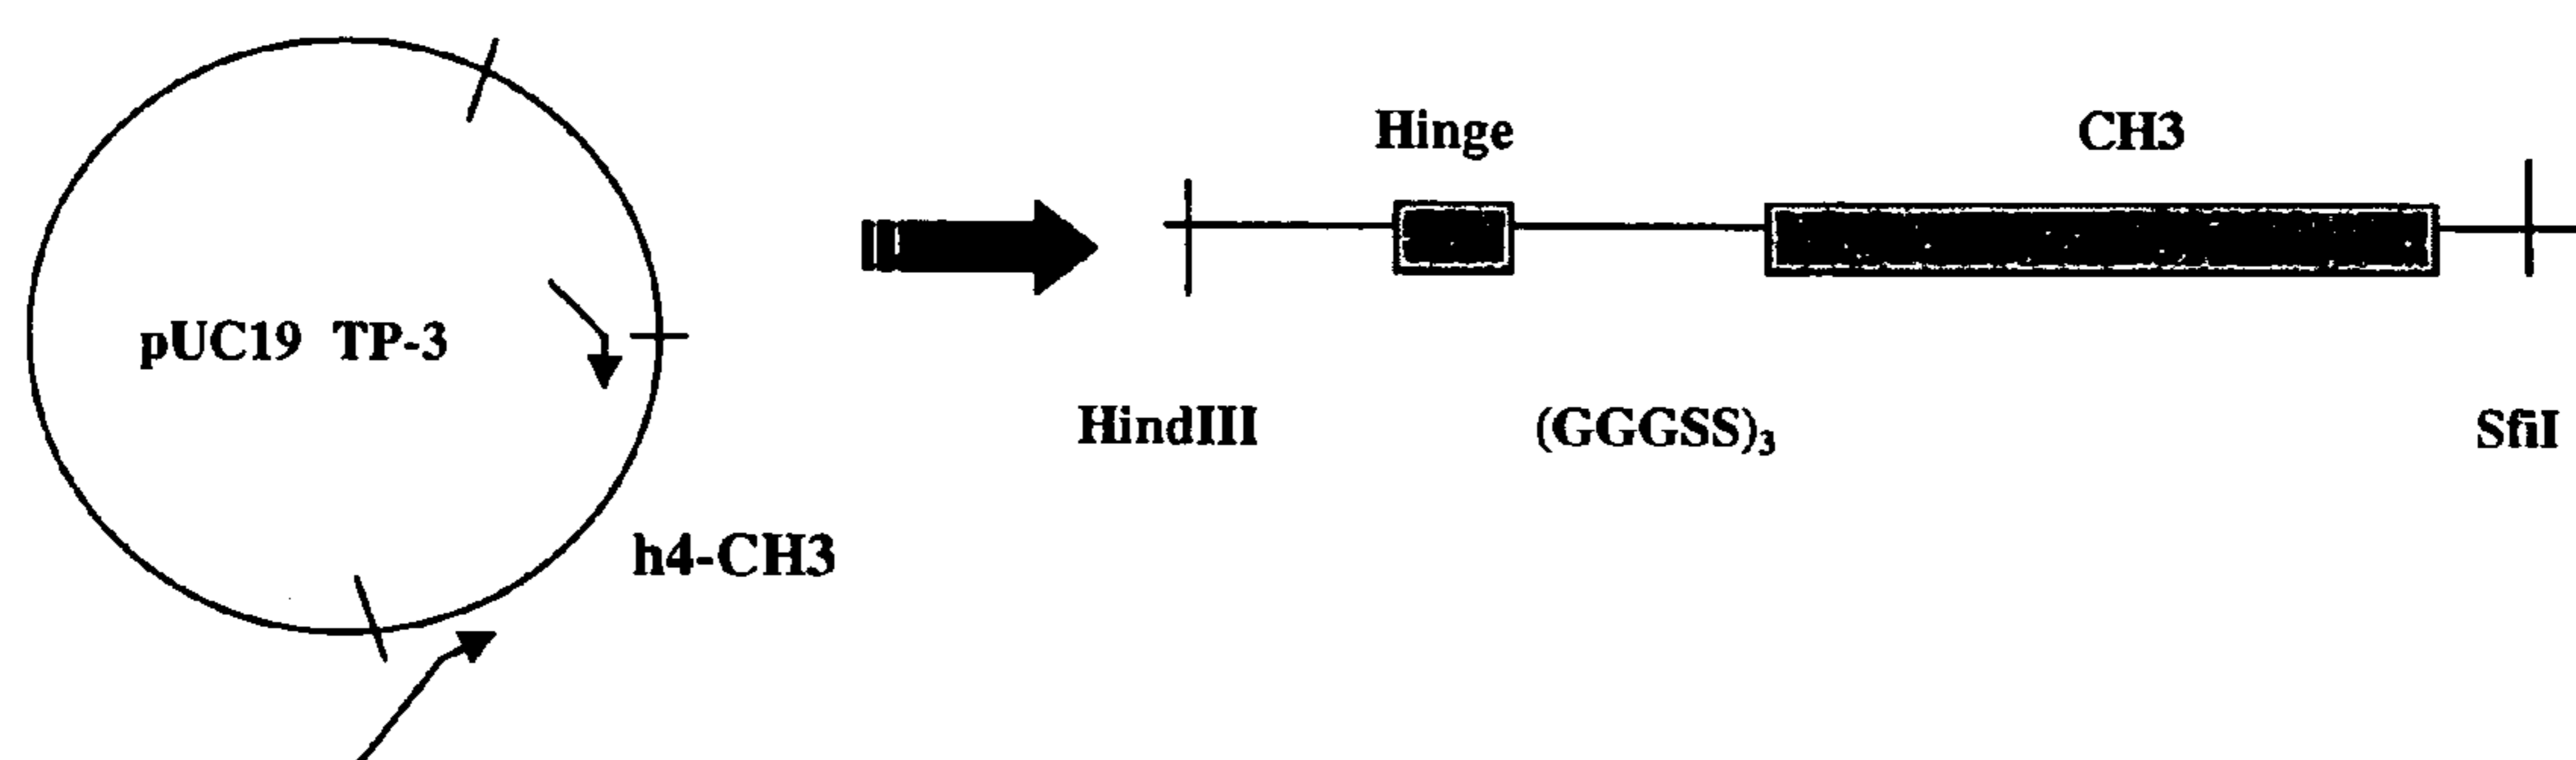 pUC19 TP-3
h4-CH3
Hinge
CH3
HindIII
(GGGSS)₃
SfiI